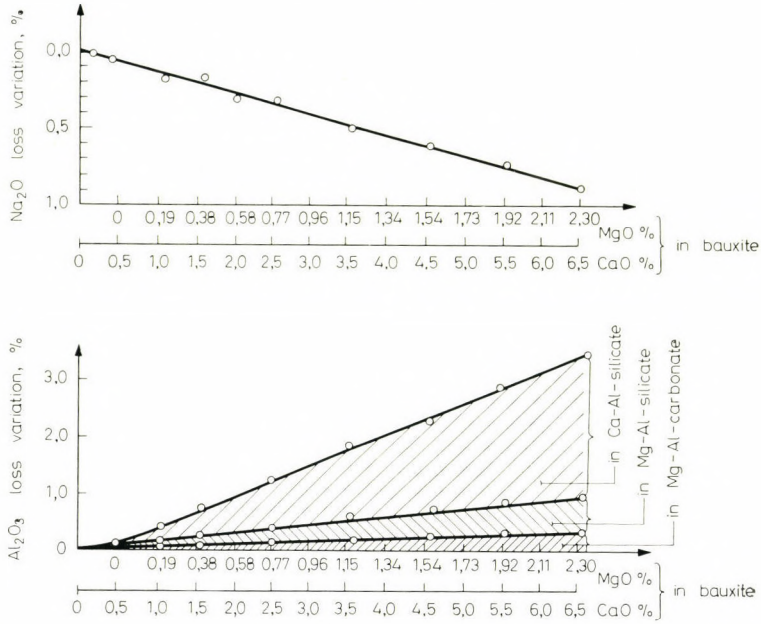 Na2O loss variation, %
0,0
0,5
1,0
0 0,19 0,38 0,58 0,77 0,96 1,15 1,34 1,54 1,73 1,92 2,11 2,30
MgO %
0 0,5 1,0 1,5 2,0 2,5 3,0 3,5 4,0 4,5 5,0 5,5 6,0 6,5 CaO %
in bauxite
Al2O3 loss variation, %
3,0
2,0
1,0
0
in Ca-Al-silicate
in Mg-Al-silicate
in Mg-Al-carbonate
0 0,19 0,38 0,58 0,77 0,96 1,15 1,34 1,54 1,73 1,92 2,11 2,30
MgO %
0 0,5 1,0 1,5 2,0 2,5 3,0 3,5 4,0 4,5 5,0 5,5 6,0 6,5 CaO %
in bauxite